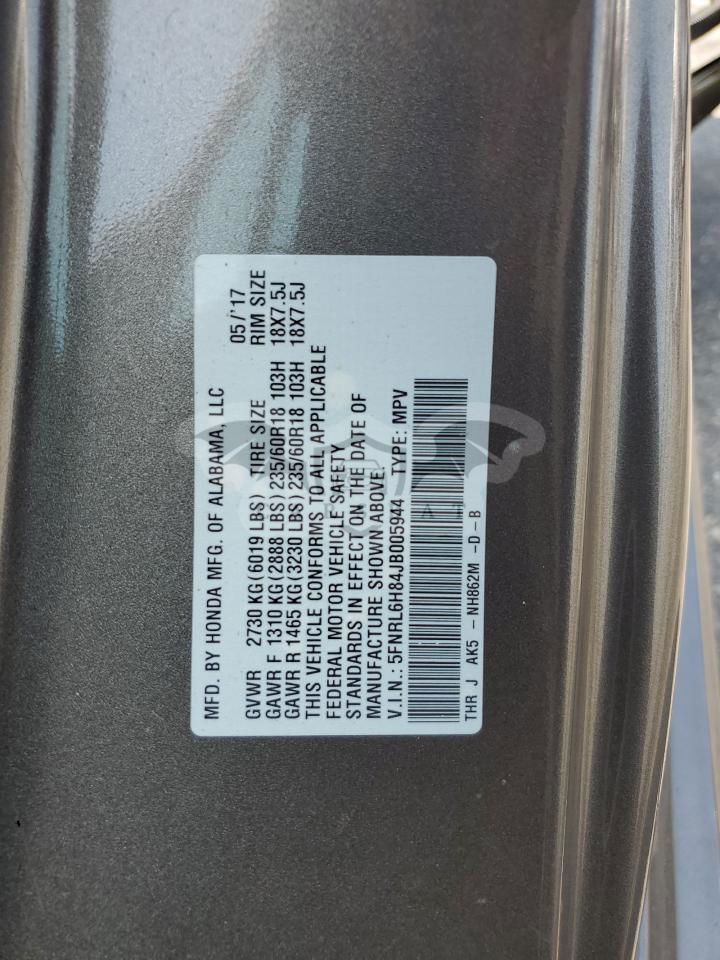 MFD. BY HONDA MFG. OF ALABAMA, LLC
05/'17
GVWR 2730 KG(6019 LBS) TIRE SIZE RIM SIZE
GAWR F 1310 KG(2888 LBS)235/60R18 103H 18X7.5J
GAWR R 1465 KG(3230 LBS)235/60R18 103H 18X7.5J
THIS VEHICLE CONFORMS TO ALL APPLICABLE
FEDERAL MOTOR VEHICLE SAFETY
STANDARDS IN EFFECT ON THE DATE OF
MANUFACTURE SHOWN ABOVE.
V.I.N.: 5FNRL6H84JB005944 TYPE: MPV
THR J AK5 - NH862M -D-B